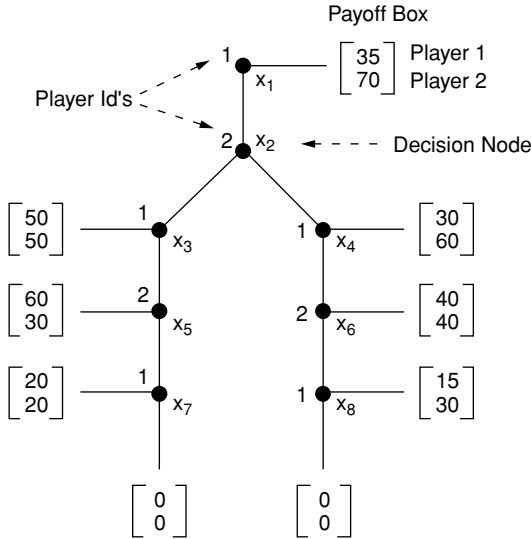 Payoff Box
1
35
70
Player 1
Player 2
x1
Player Id's
2
x2
Decision Node
50
50
1
x3
1
x4
30
60
60
30
2
x5
2
x6
40
40
20
20
1
x7
1
x8
15
30
0
0
0
0